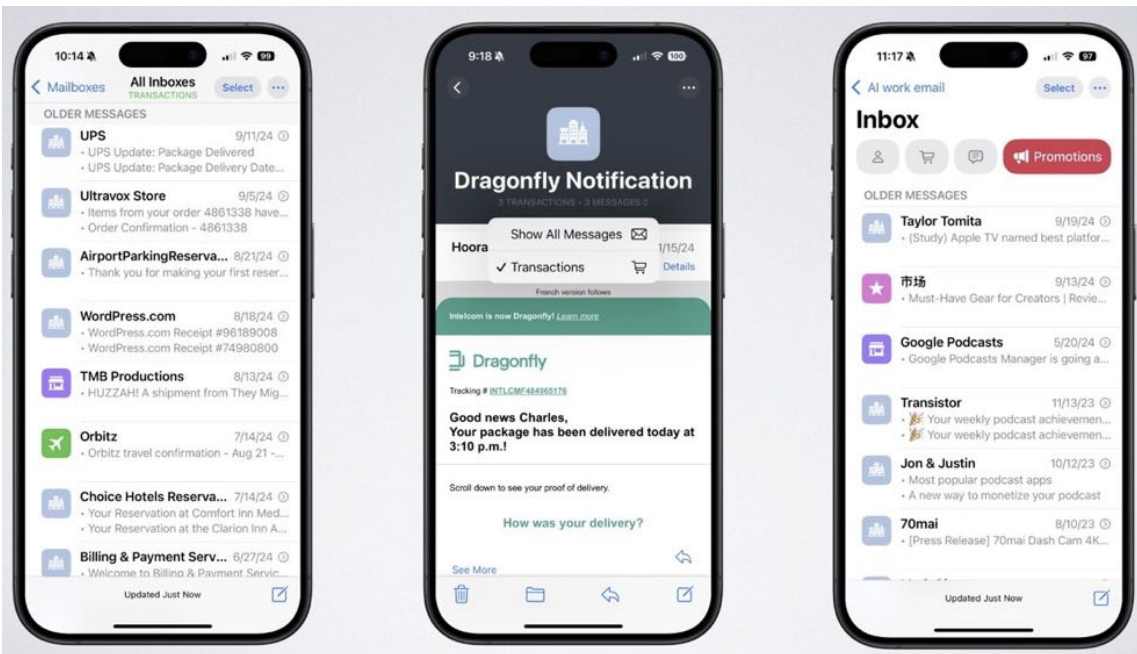 10:14
99
Mailboxes
All Inboxes
TRANSACTIONS
Select
OLDER MESSAGES
UPS 9/11/24
• UPS Update: Package Delivered
• UPS Update: Package Delivery Date...
Ultravox Store 9/5/24
• Items from your order 4861338 have...
• Order Confirmation - 4861338
AirportParkingReserva... 8/21/24
• Thank you for making your first reser...
WordPress.com 8/18/24
• WordPress.com Receipt #96189008
• WordPress.com Receipt #74980800
TMB Productions 8/13/24
• HUZZAH! A shipment from They Mig...
Orbitz 7/14/24
• Orbitz travel confirmation - Aug 21 -...
Choice Hotels Reserva... 7/14/24
• Your Reservation at Comfort Inn Med...
• Your Reservation at the Clarion Inn A...
Billing & Payment Serv... 6/27/24
• Welcome to Billing & Payment Servic...
Updated Just Now
9:18
100
Dragonfly Notification
3 TRANSACTIONS • 3 MESSAGES
Show All Messages
✓ Transactions
Hoora
1/15/24
Details
French version follows
Intelcom is now Dragonfly! Learn more
Dragonfly
Tracking # INTLCMF484965176
Good news Charles,
Your package has been delivered today at
3:10 p.m.!
Scroll down to see your proof of delivery.
How was your delivery?
See More
11:17
97
AI work email
Select
Inbox
Promotions
OLDER MESSAGES
Taylor Tomita 9/19/24
• (Study) Apple TV named best platfor...
市场 9/13/24
• Must-Have Gear for Creators | Revie...
Google Podcasts 5/20/24
• Google Podcasts Manager is going a...
Transistor 11/13/23
• 🎉 Your weekly podcast achievemen...
• 🎉 Your weekly podcast achievemen...
Jon & Justin 10/12/23
• Most popular podcast apps
• A new way to monetize your podcast
70mai 8/10/23
• [Press Release] 70mai Dash Cam 4K...
Updated Just Now